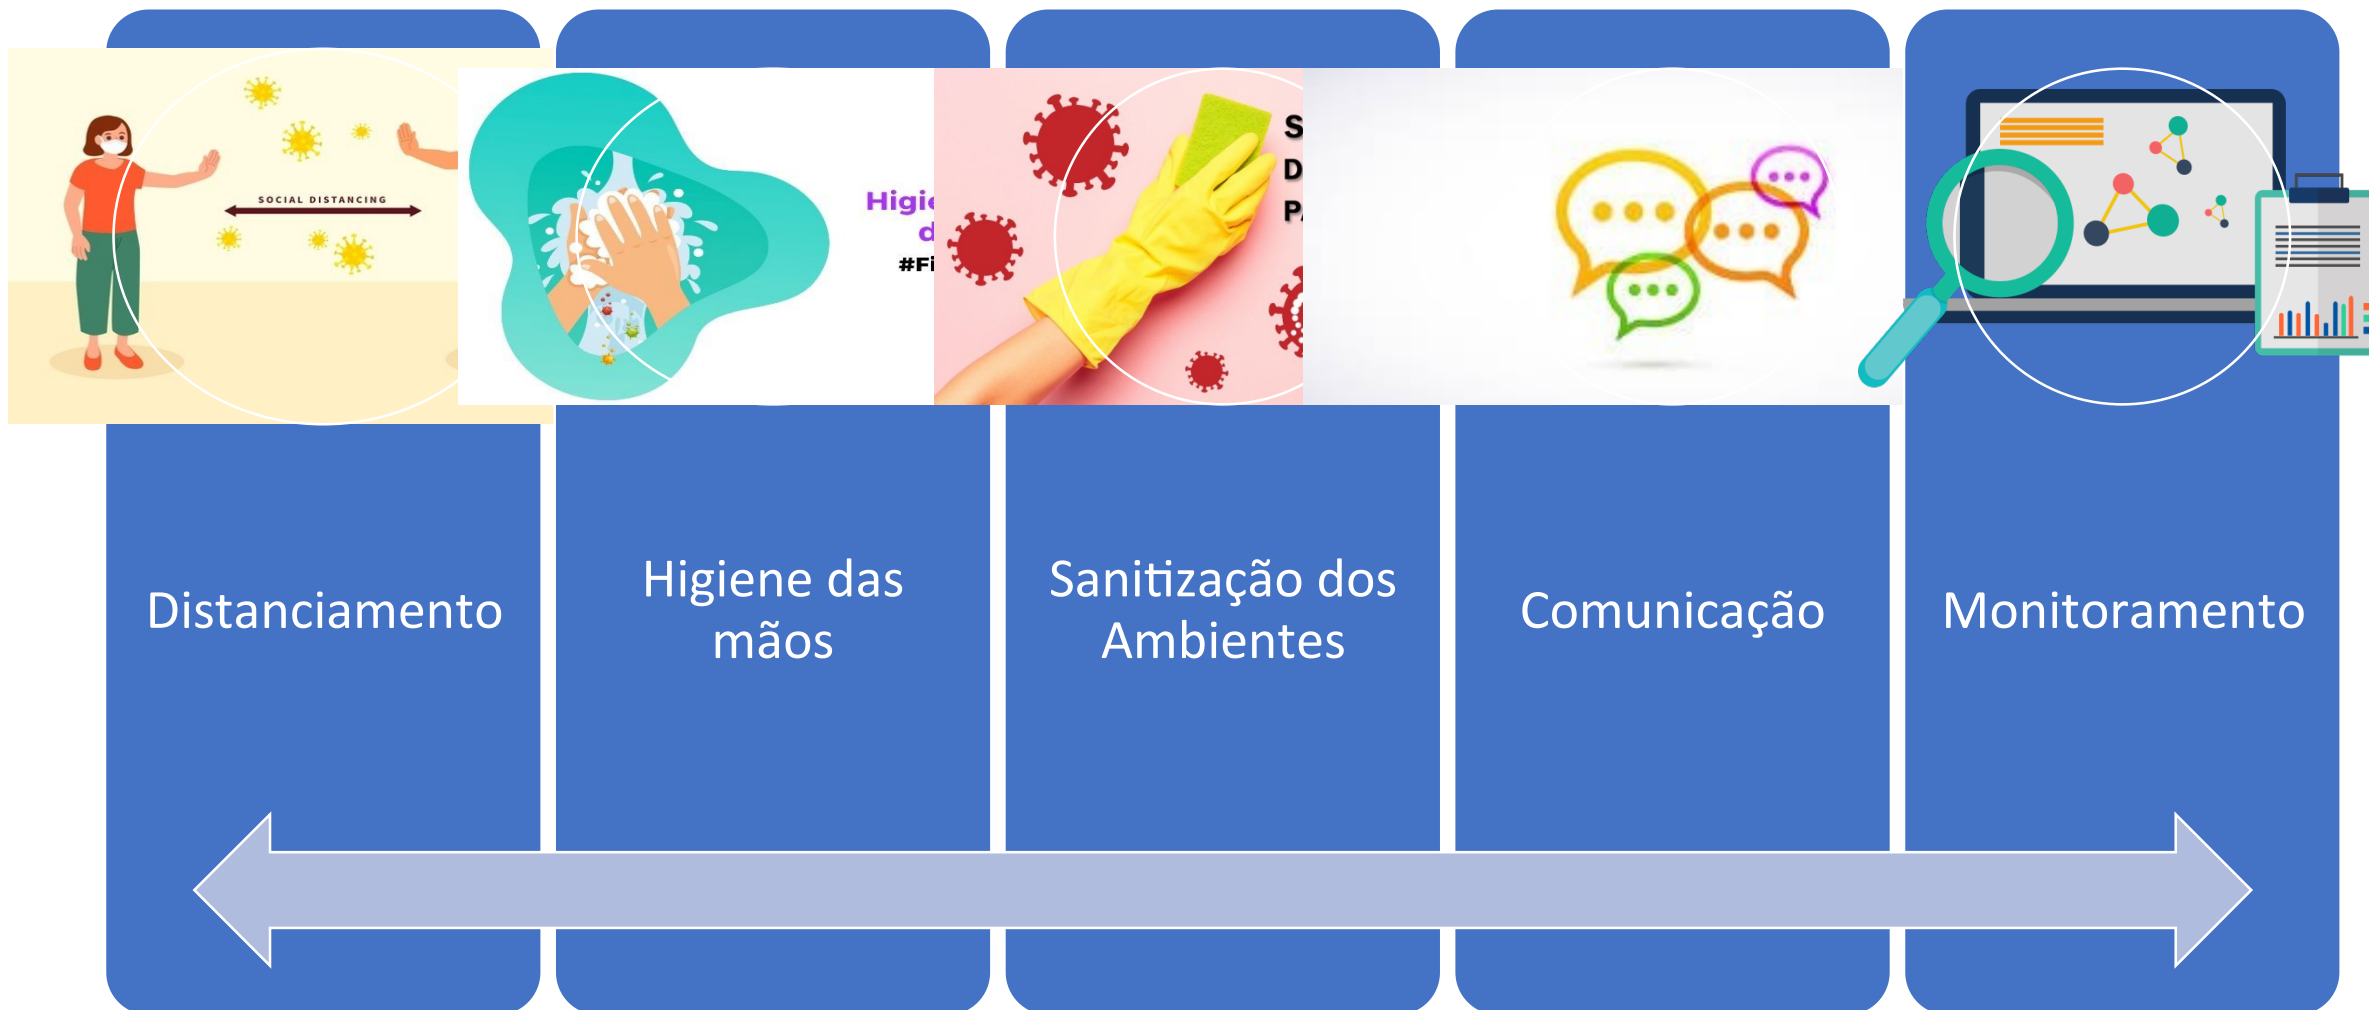 SOCIAL DISTANCING
Distanciamento
Higiene das
mãos
Sanitização dos
Ambientes
Comunicação
Monitoramento